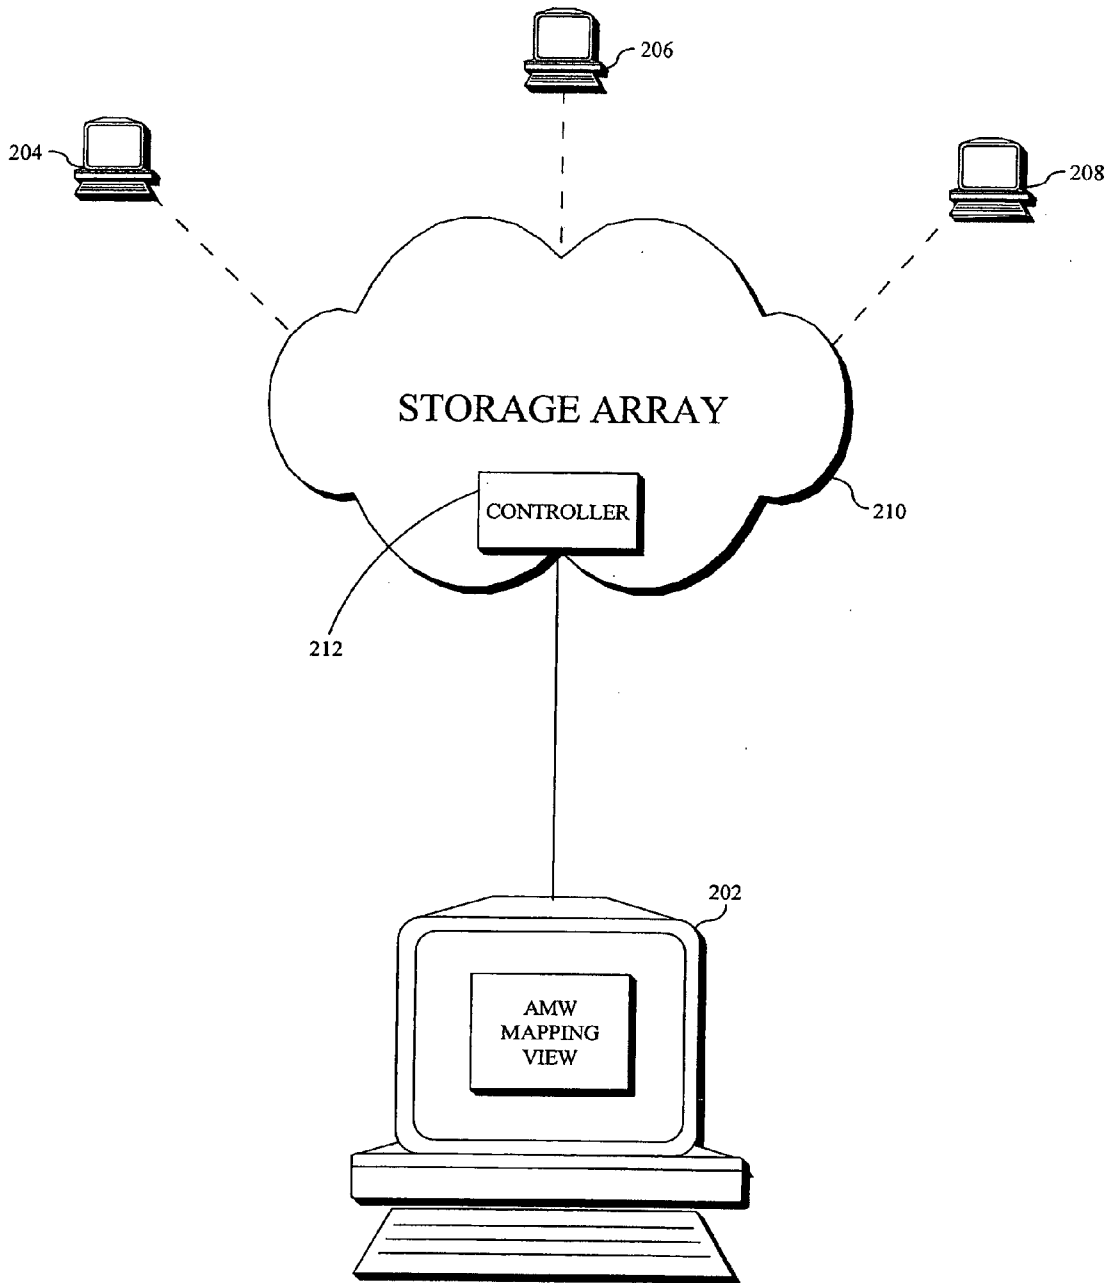 206
204
208
STORAGE ARRAY
CONTROLLER
210
212
202
AMW
MAPPING
VIEW